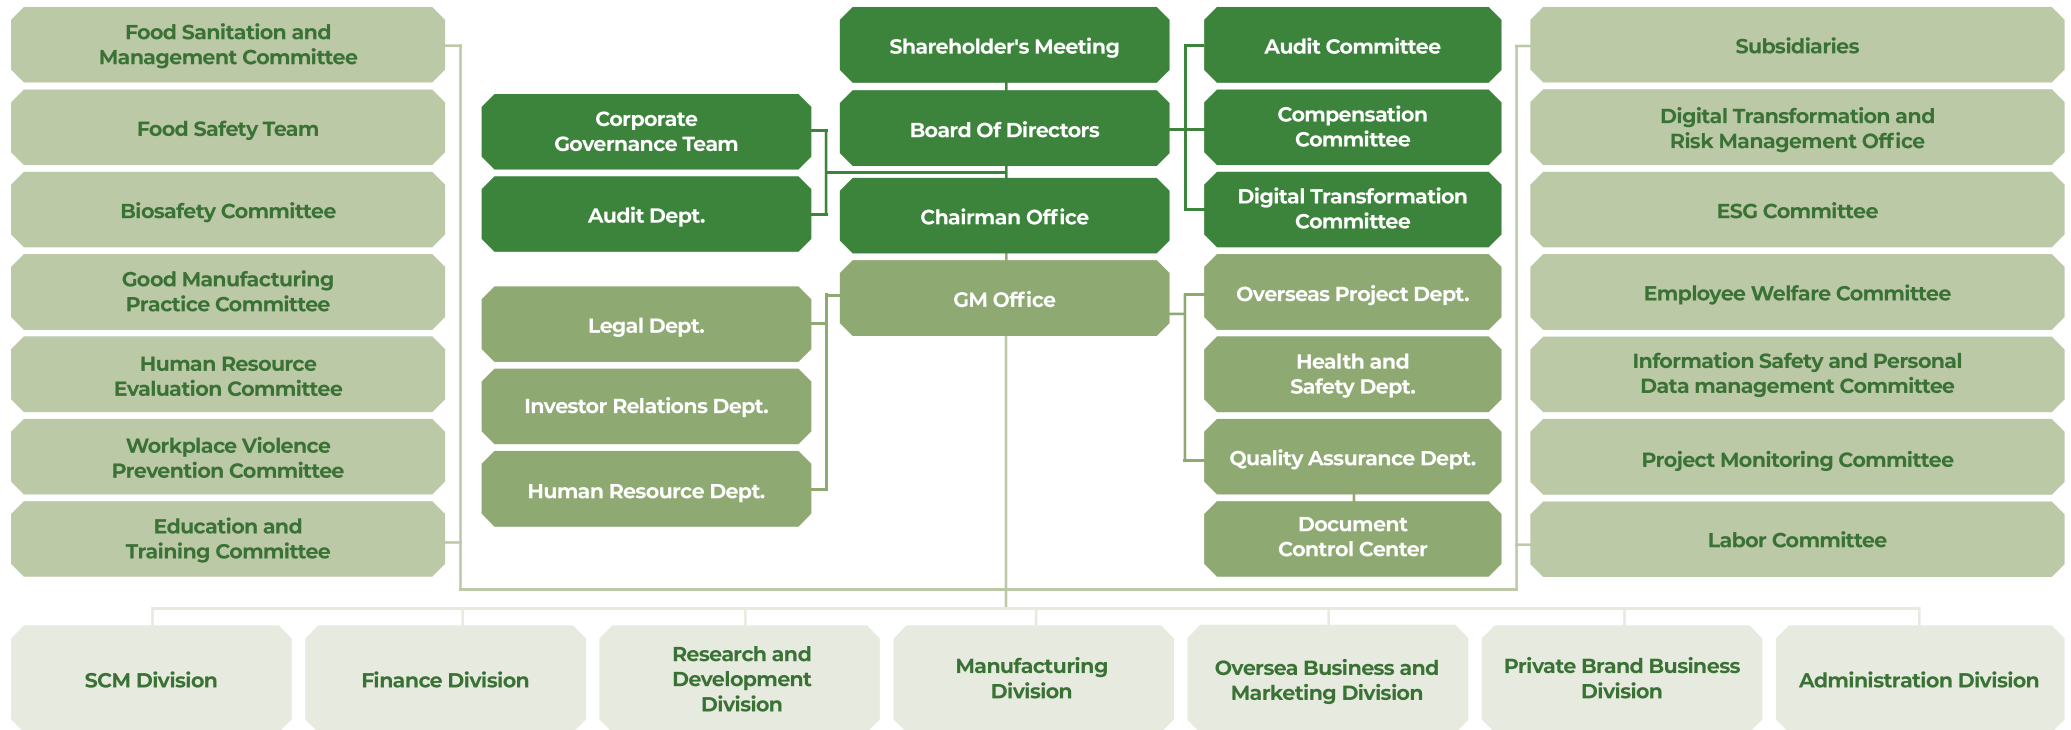 Food Sanitation and
Management Committee
Food Safety Team
Biosafety Committee
Good Manufacturing
Practice Committee
Human Resource
Evaluation Committee
Workplace Violence
Prevention Committee
Education and
Training Committee
Corporate
Governance Team
Audit Dept.
Legal Dept.
Investor Relations Dept.
Human Resource Dept.
Shareholder's Meeting
Board Of Directors
Chairman Office
GM Office
Audit Committee
Compensation
Committee
Digital Transformation
Committee
Overseas Project Dept.
Health and
Safety Dept.
Quality Assurance Dept.
Document
Control Center
Subsidiaries
Digital Transformation and
Risk Management Office
ESG Committee
Employee Welfare Committee
Information Safety and Personal
Data management Committee
Project Monitoring Committee
Labor Committee
SCM Division
Finance Division
Research and
Development
Division
Manufacturing
Division
Oversea Business and
Marketing Division
Private Brand Business
Division
Administration Division